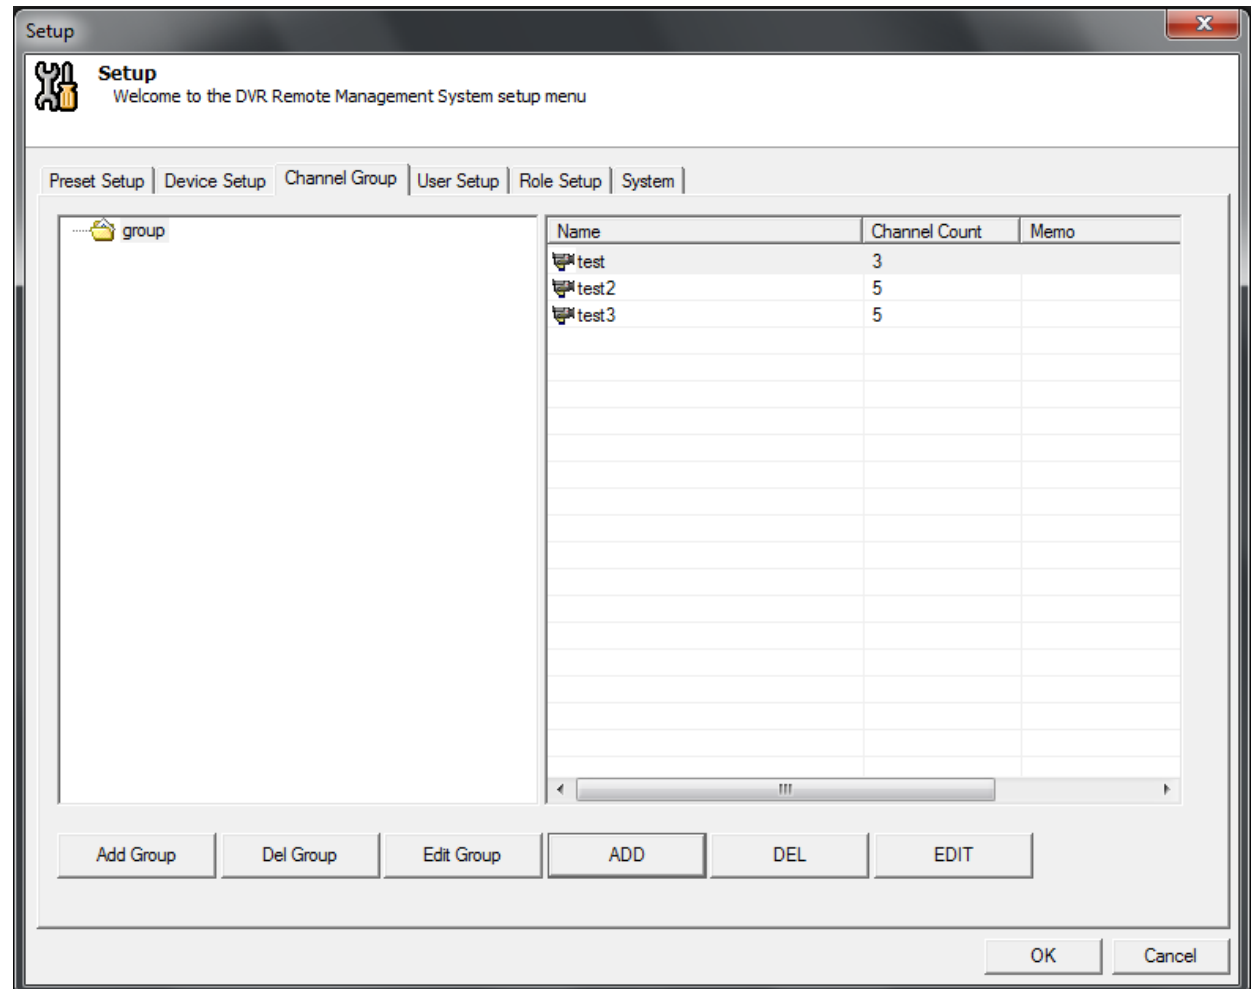 Setup
Setup
Welcome to the DVR Remote Management System setup menu
Preset Setup Device Setup Channel Group User Setup Role Setup System
group
Name Channel Count Memo
test 3
test2 5
test3 5
Add Group Del Group Edit Group ADD DEL EDIT
OK Cancel